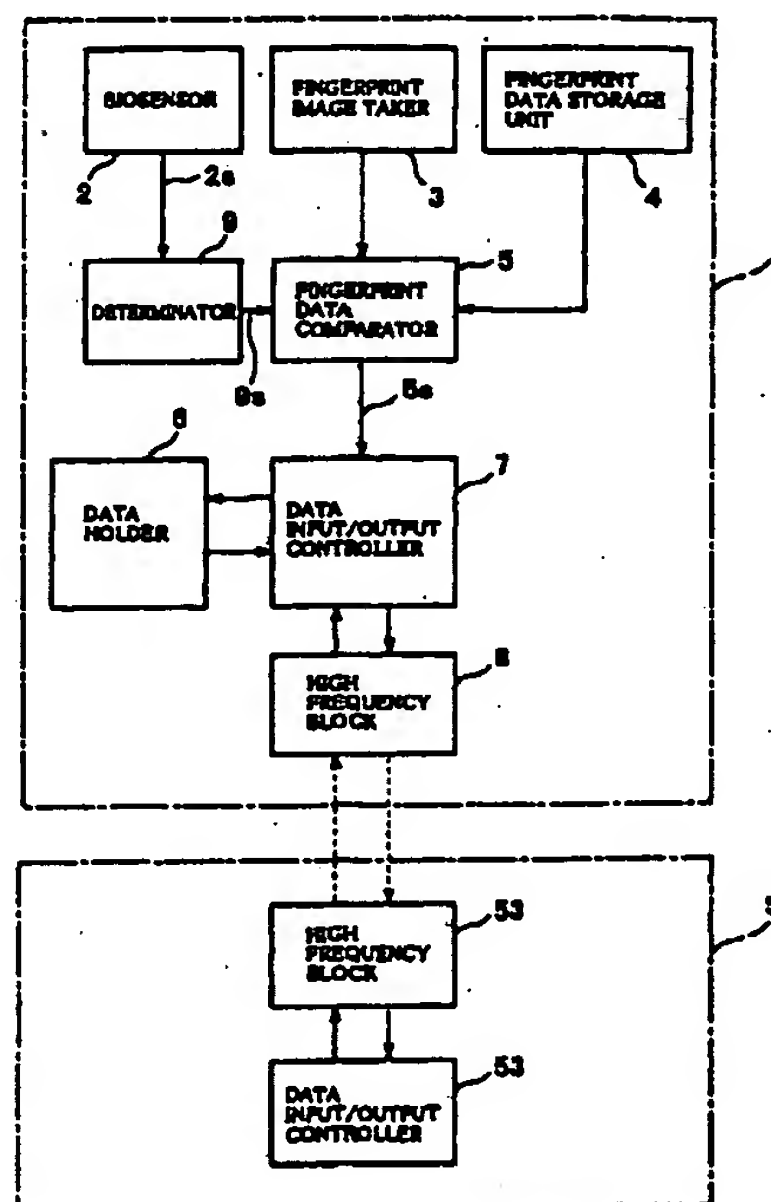 BIOSENSOR
FINGERPRINT
IMAGE TAKER
FINGERPRINT
DATA STORAGE
UNIT
2
2a
3
4
9
5
DETERMINATOR
FINGERPRINT
DATA
COMPARATOR
9a
5a
6
7
DATA
HOLDER
DATA
INPUT/OUTPUT
CONTROLLER
8
HIGH
FREQUENCY
BLOCK
53
HIGH
FREQUENCY
BLOCK
53
DATA
INPUT/OUTPUT
CONTROLLER